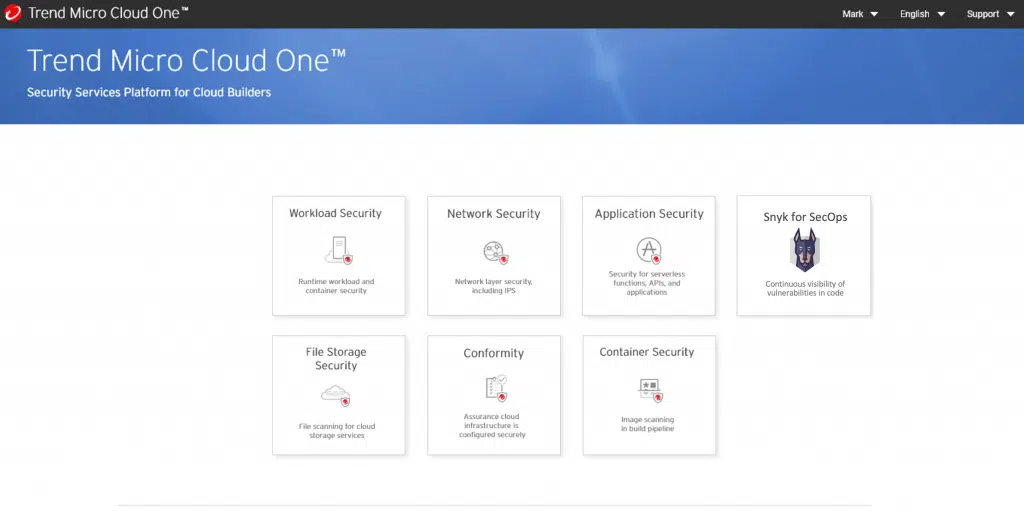 Trend Micro Cloud One™
Mark
English
Support
Trend Micro Cloud One™
Security Services Platform for Cloud Builders
Workload Security
Runtime workload and
container security
Network Security
Network layer security,
including IPS
Application Security
Security for serverless
functions, APIs, and
applications
Snyk for SecOps
Continuous visibility of
vulnerabilities in code
File Storage
Security
File scanning for cloud
storage services
Conformity
Assurance cloud
infrastructure is
configured securely
Container Security
Image scanning
in build pipeline